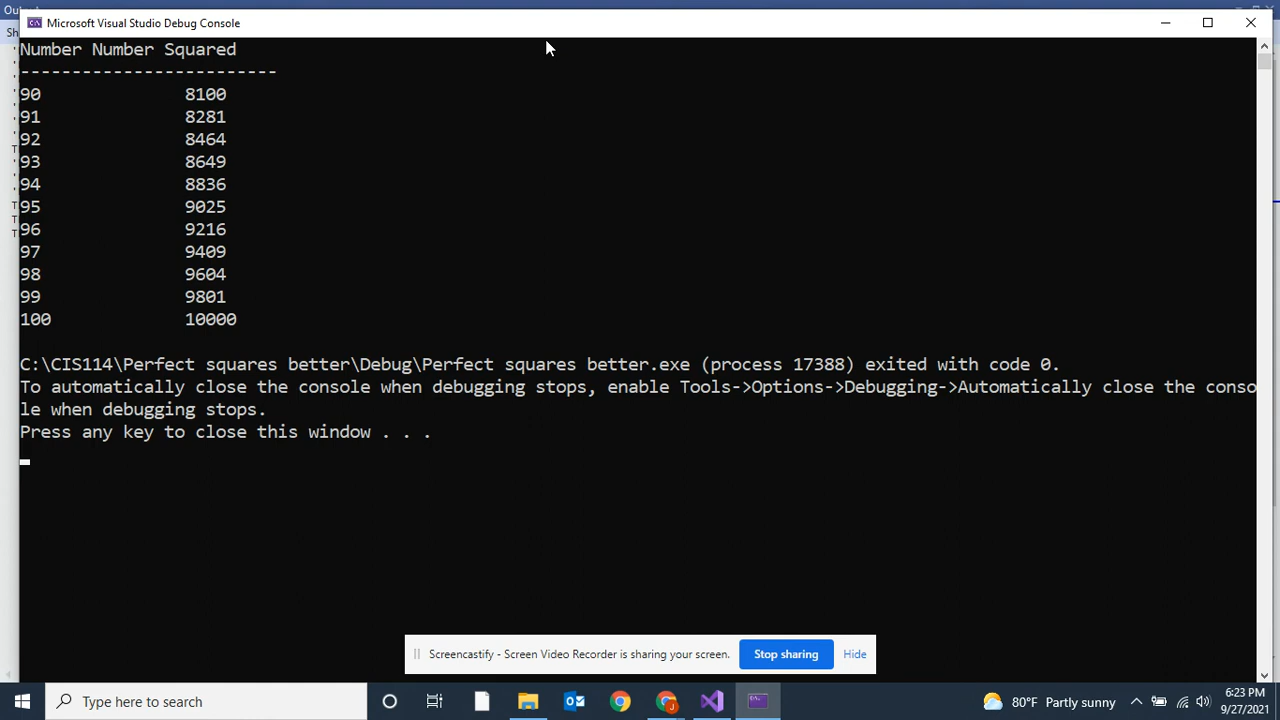 Outpu
Microsoft Visual Studio Debug Console
Sh
Number Number Squared
-------------------------
90 8100
91 8281
92 8464
93 8649
94 8836
95 9025
96 9216
97 9409
98 9604
99 9801
100 10000
C:\CIS114\Perfect squares better\Debug\Perfect squares better.exe (process 17388) exited with code 0.
To automatically close the console when debugging stops, enable Tools->Options->Debugging->Automatically close the conso
le when debugging stops.
Press any key to close this window . . .
Screencastify - Screen Video Recorder is sharing your screen. Stop sharing Hide
Type here to search
80°F Partly sunny
6:23 PM
9/27/2021